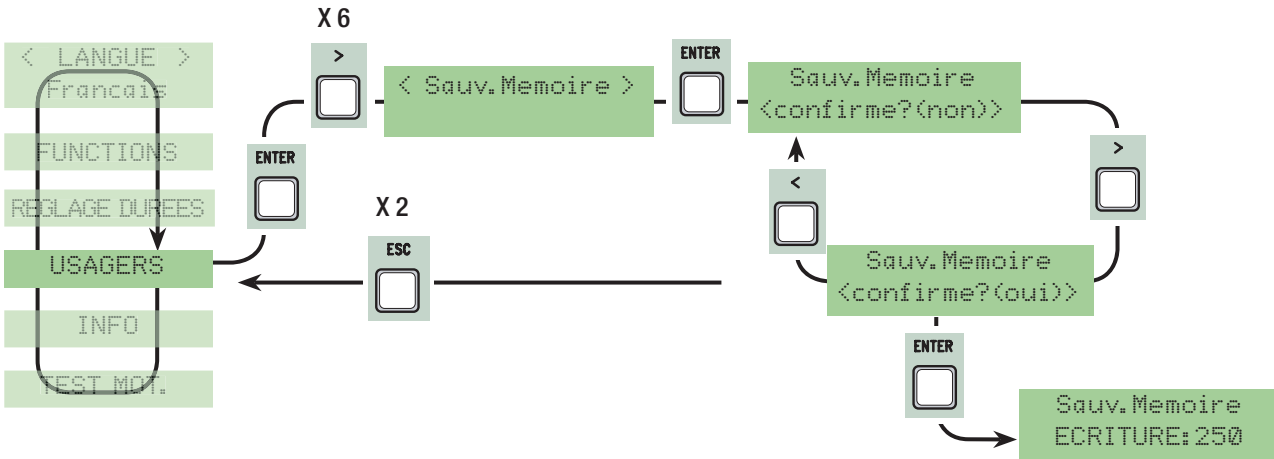 X 6
< LANGUE >
Francais
FUNCTIONS
REGLAGE DUREES
USAGERS
INFO
TEST MOT.
ENTER
>
< Sauv.Memoire >
ENTER
Sauv.Memoire
<confirme?(non)>
>
<
Sauv.Memoire
<confirme?(oui)>
X 2
ESC
ENTER
Sauv.Memoire
ECRITURE:250